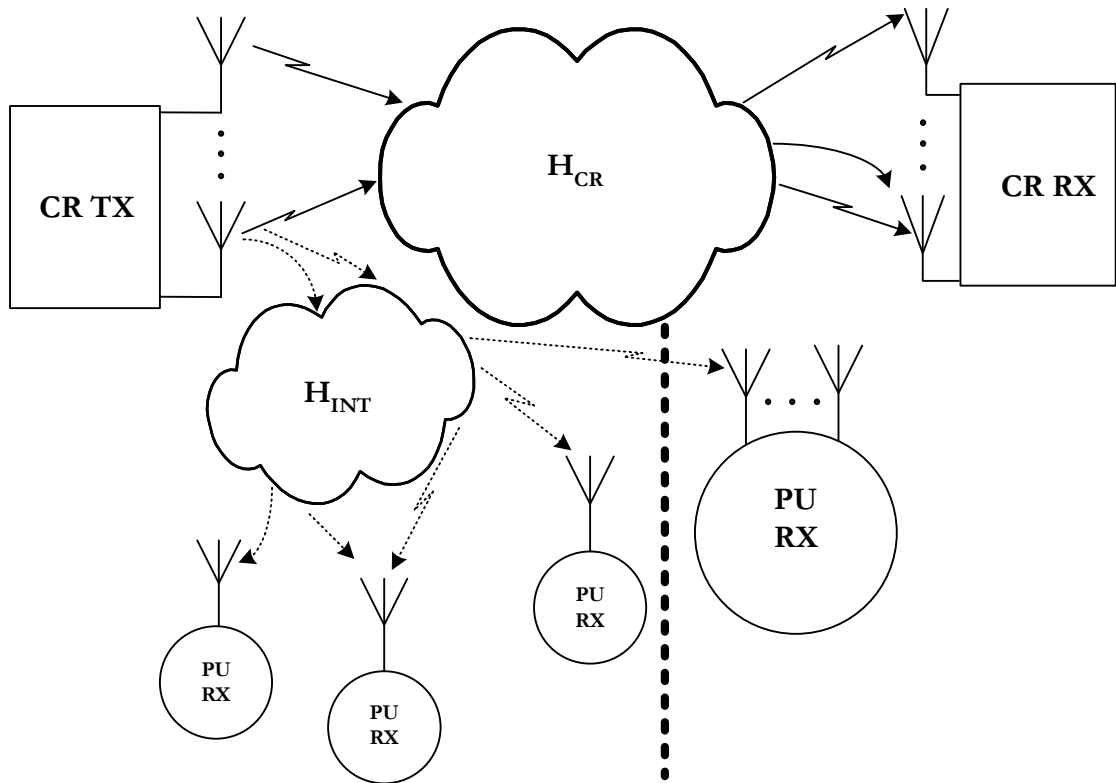 CR TX
H_CR
CR RX
H_INT
PU
RX
PU
RX
PU
RX
PU
RX